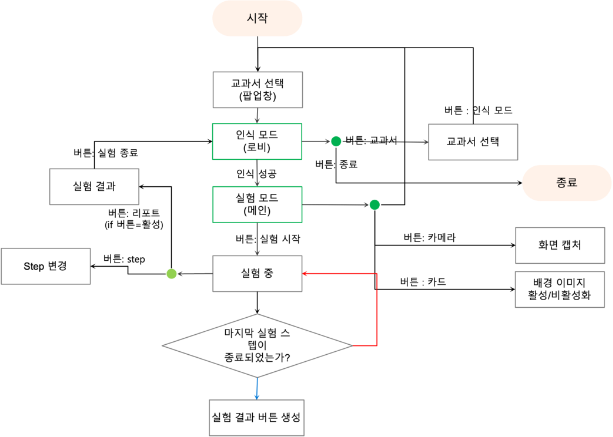 시작
교과서 선택
(팝업창)
버튼 : 인식 모드
인식 모드
(로비)
버튼: 교과서
교과서 선택
버튼: 실험 종료
버튼: 종료
인식 성공
종료
실험 결과
실험 모드
(메인)
버튼: 리포트
(if 버튼=활성)
버튼: 실험 시작
버튼: 카메라
화면 캡처
Step 변경
버튼: step
실험 중
버튼 : 카드
배경 이미지
활성/비활성화
마지막 실험 스
텝이
종료되었는가?
실험 결과 버튼 생성